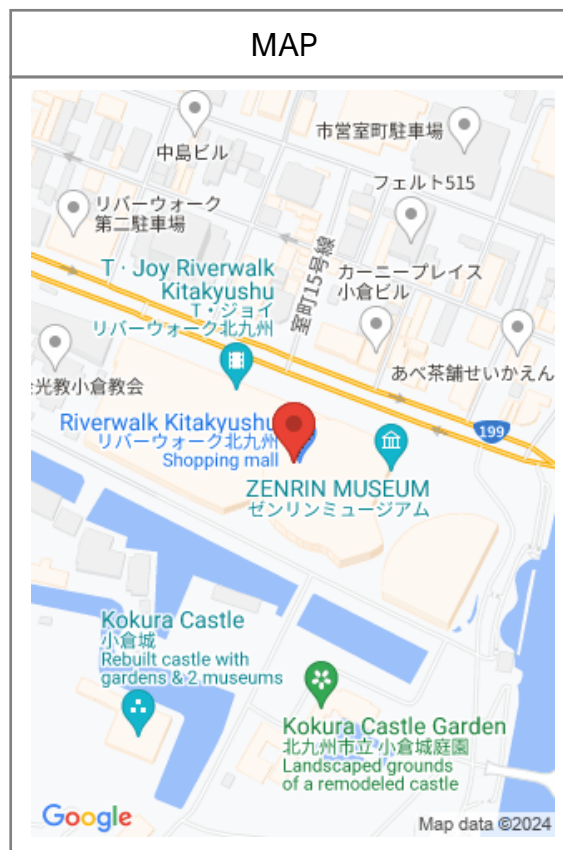 MAP
中島ビル
市営室町駐車場
フェルト515
リバーウォーク
第二駐車場
室町15号線
T・Joy Riverwalk
Kitakyushu
T・ジョイ
リバーウォーク北九州
カーニープレイス
小倉ビル
光教小倉教会
あべ茶舗せいかえん
199
Riverwalk Kitakyushu
リバーウォーク北九州
Shopping mall
ZENRIN MUSEUM
ゼンリンミュージアム
Kokura Castle
小倉城
Rebuilt castle with
gardens & 2 museums
Kokura Castle Garden
北九州市立 小倉城庭園
Landscaped grounds
of a remodeled castle
Google
Map data ©2024